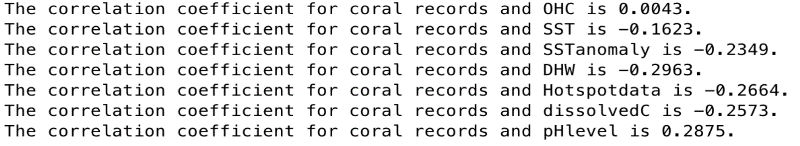 The correlation coefficient for coral records and OHC is 0.0043.
The correlation coefficient for coral records and SST is −0.1623.
The correlation coefficient for coral records and SSTanomaly is −0.2349.
The correlation coefficient for coral records and DHW is −0.2963.
The correlation coefficient for coral records and Hotspotdata is −0.2664.
The correlation coefficient for coral records and dissolvedC is −0.2573.
The correlation coefficient for coral records and pHlevel is 0.2875.